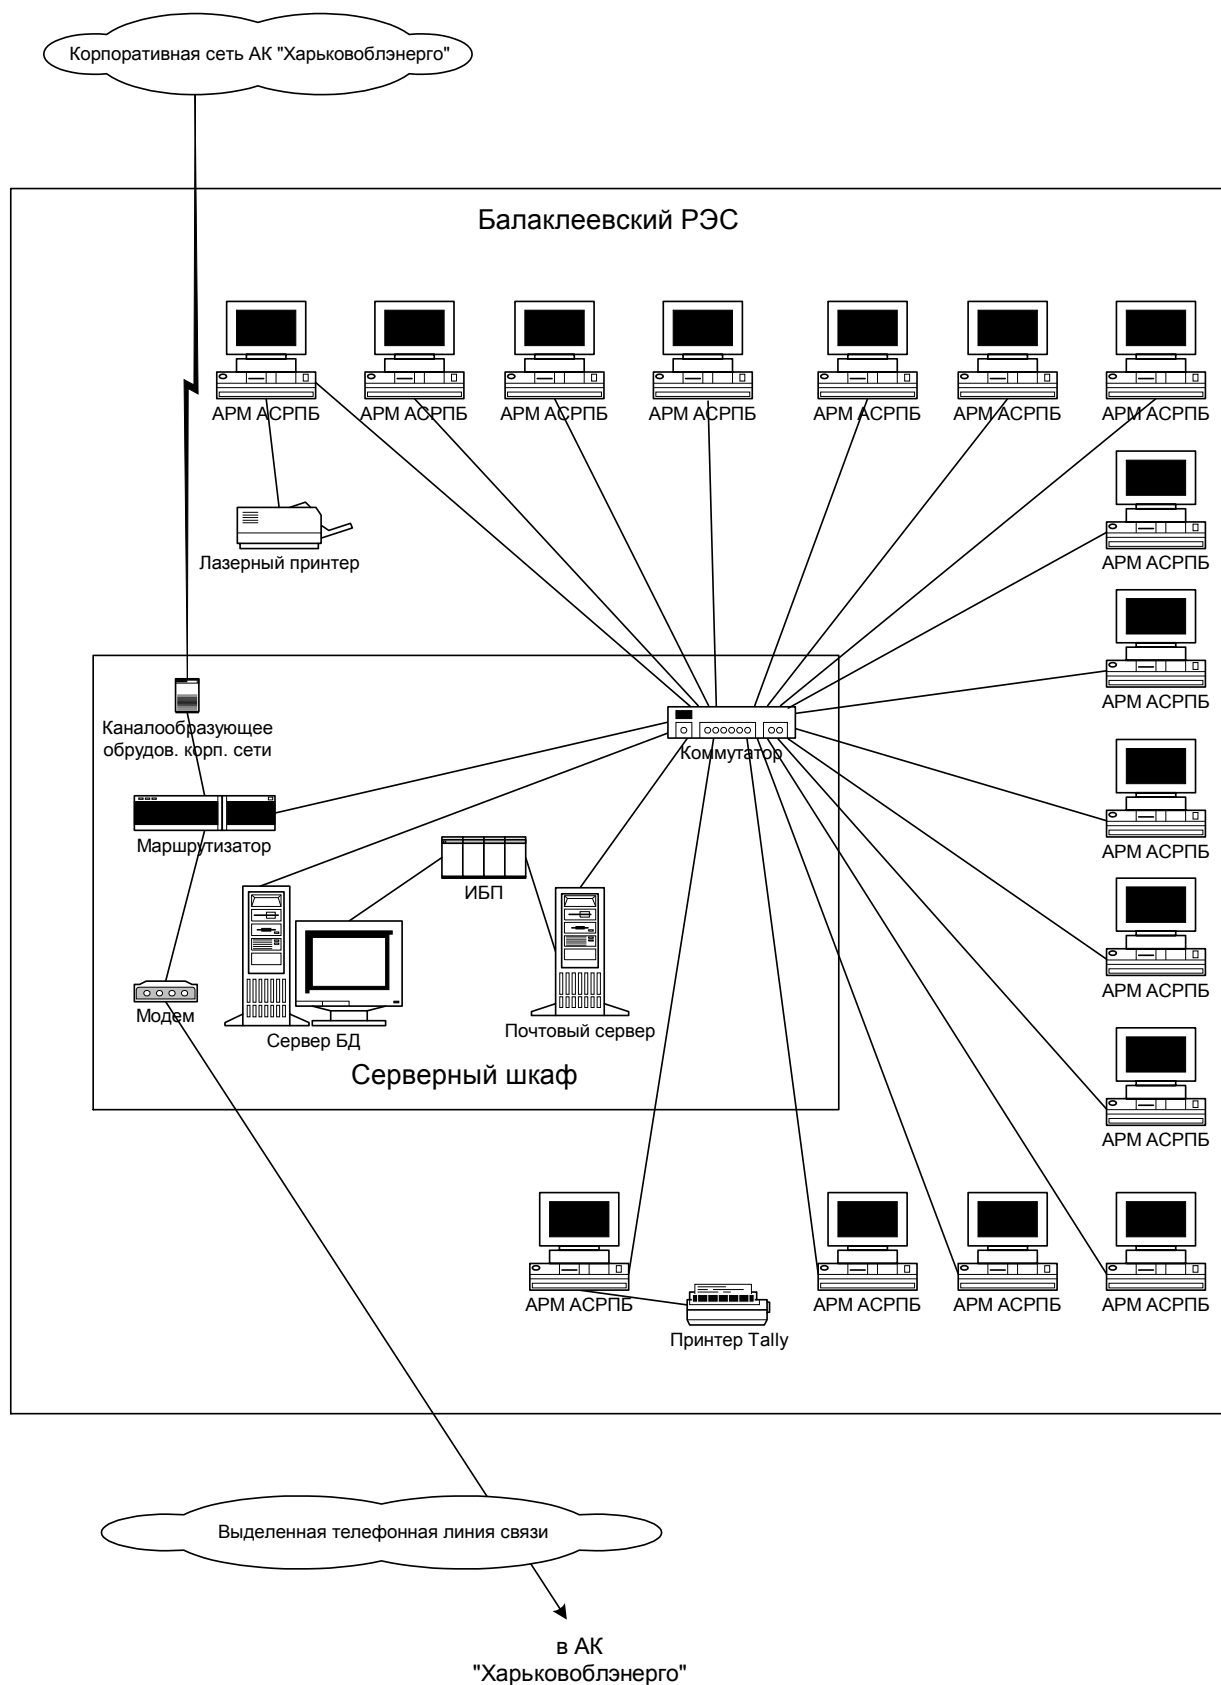 Корпоративная сеть АК "Харьковоблэнерго"
Балаклеевский РЭС
АРМ АСРПБ
АРМ АСРПБ
АРМ АСРПБ
АРМ АСРПБ
АРМ АСРПБ
АРМ АСРПБ
АРМ АСРПБ
Лазерный принтер
АРМ АСРПБ
АРМ АСРПБ
Каналообразующее
обрудов. корп. сети
Коммутатор
Маршрутизатор
АРМ АСРПБ
ИБП
АРМ АСРПБ
Модем
Сервер БД
Почтовый сервер
Серверный шкаф
АРМ АСРПБ
АРМ АСРПБ
АРМ АСРПБ
АРМ АСРПБ
АРМ АСРПБ
Принтер Tally
Выделенная телефонная линия связи
в АК
"Харьковоблэнерго"